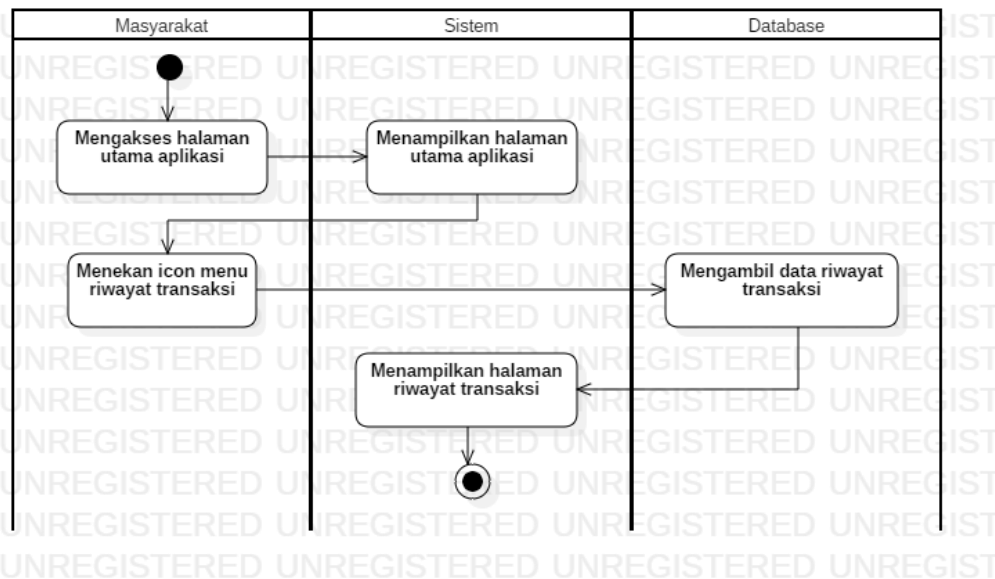 Masyarakat
Sistem
Database
Mengakses halaman
utama aplikasi
Menampilkan halaman
utama aplikasi
Menekan icon menu
riwayat transaksi
Mengambil data riwayat
transaksi
Menampilkan halaman
riwayat transaksi
UNREGISTERED UNREGISTERED UNREGISTERED UNREGIST